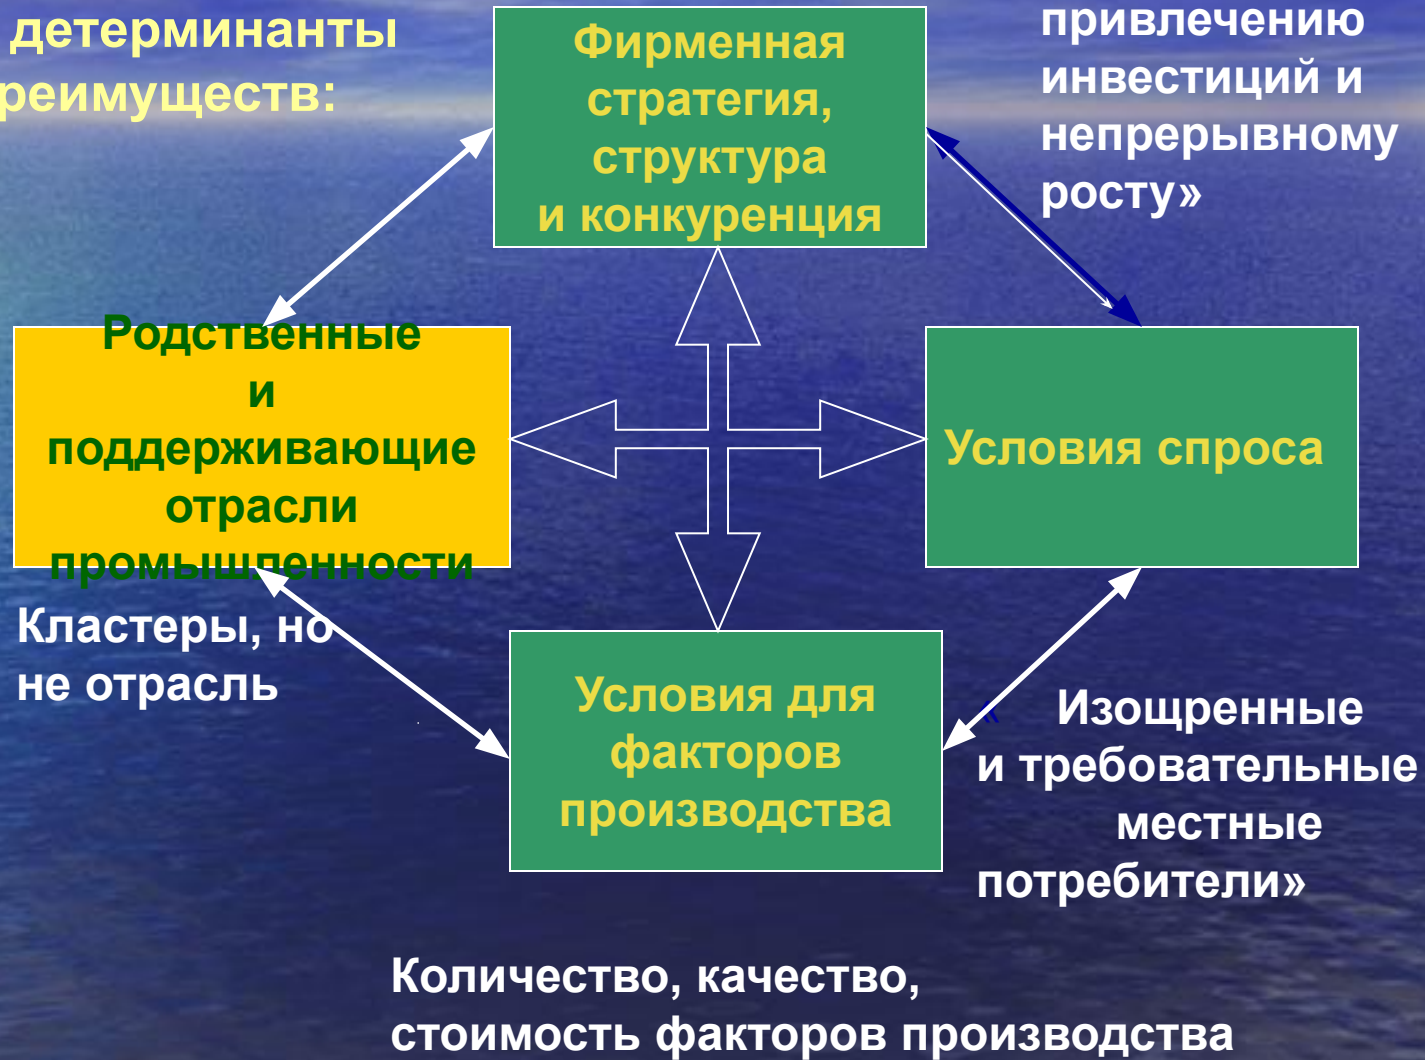 детерминанты
реимуществ:
Фирменная
стратегия,
структура
и конкуренция
привлечению
инвестиций и
непрерывному
росту»
Родственные
и
поддерживающие
отрасли
промышленности
Условия спроса
Кластеры, но
не отрасль
Условия для
факторов
производства
« Изощренные
и требовательные
местные
потребители»
Количество, качество,
стоимость факторов производства